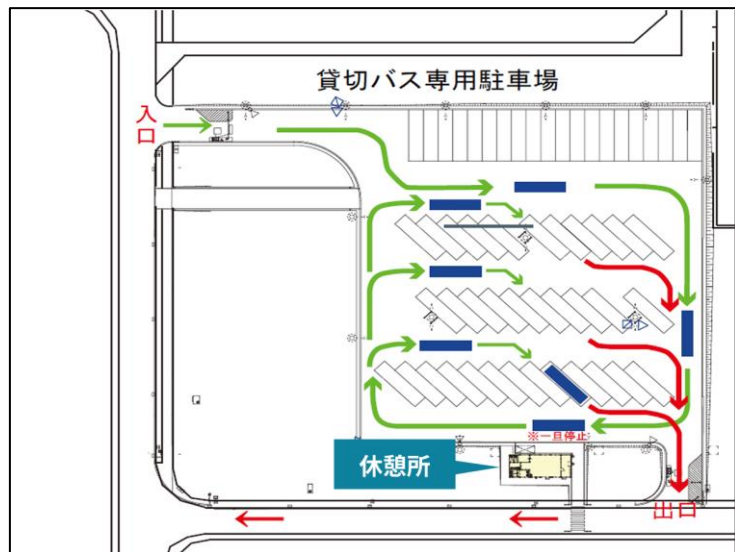 貸切バス専用駐車場
入口
※一旦停止
休憩所
出口